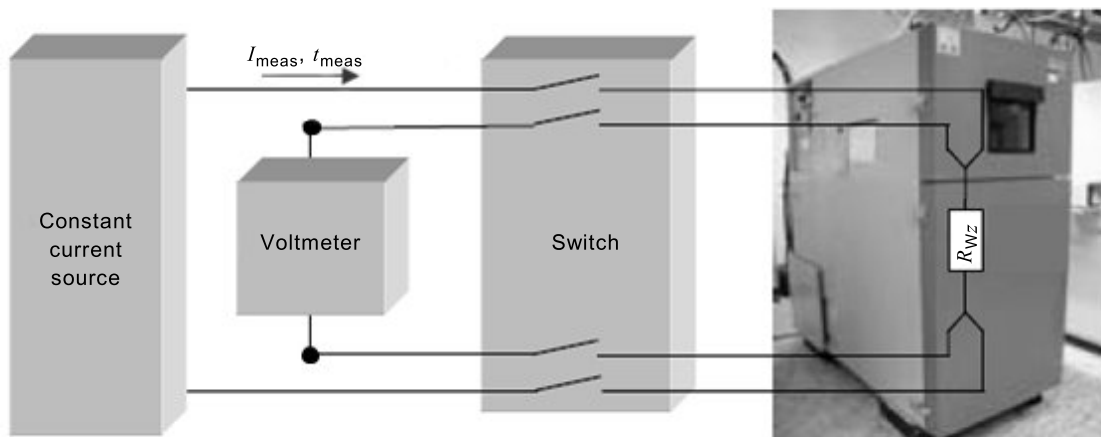 I_meas, t_meas
Constant
current
source
Voltmeter
Switch
R_Wz